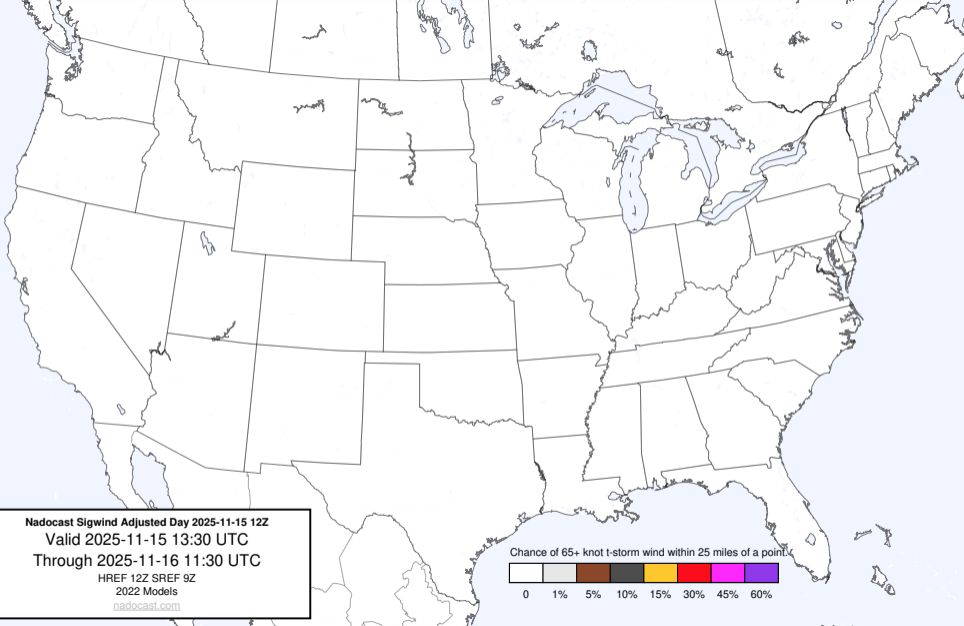 Nadocast Sigwind Adjusted Day 2025-11-15 12Z
Valid 2025-11-15 13:30 UTC
Through 2025-11-16 11:30 UTC
HREF 12Z SREF 9Z
2022 Models
nadocast.com
Chance of 65+ knot t-storm wind within 25 miles of a point.
0 1% 5% 10% 15% 30% 45% 60%